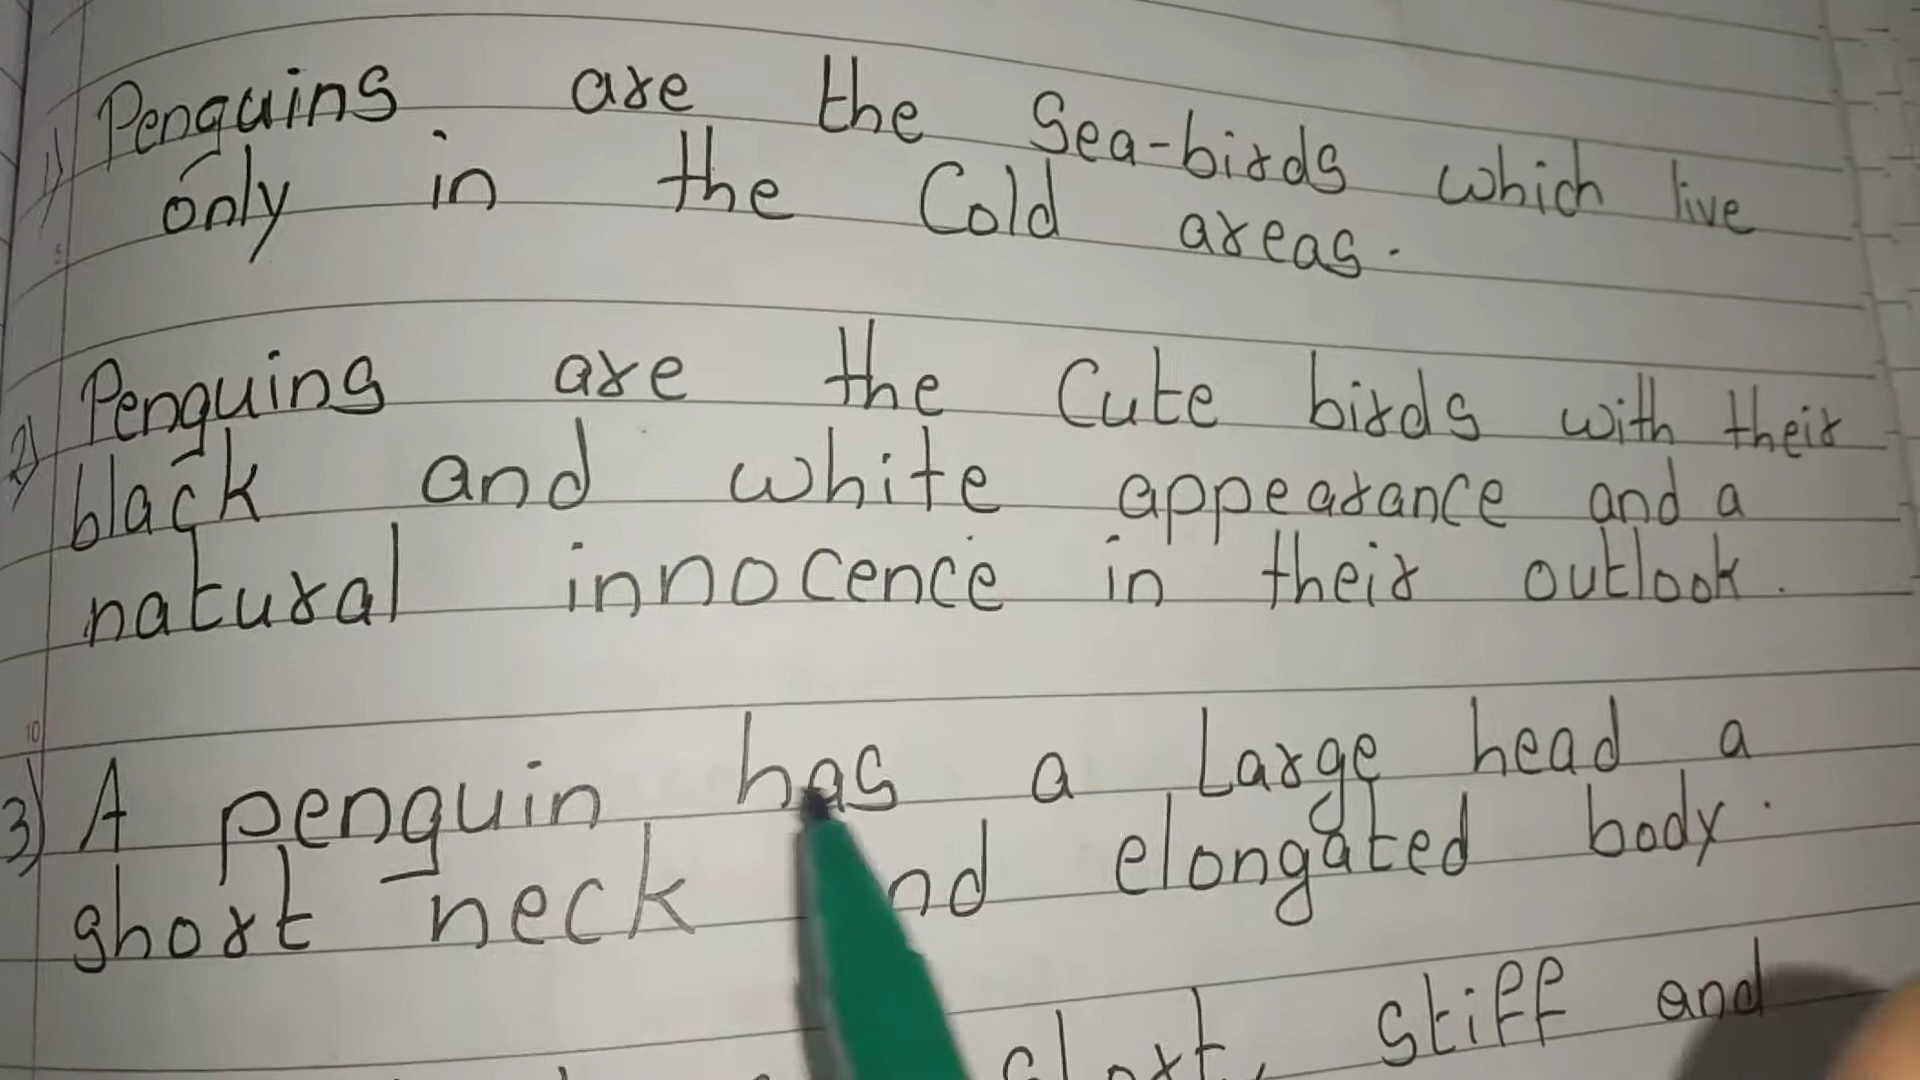 1) Penguins are the Sea-birds which live
only in the Cold areas.
2) Penguins are the Cute birds with their
black and white appearance and a
natural innocence in their outlook.
3) A penguin has a Large head a
short neck and elongated body.
stiff and